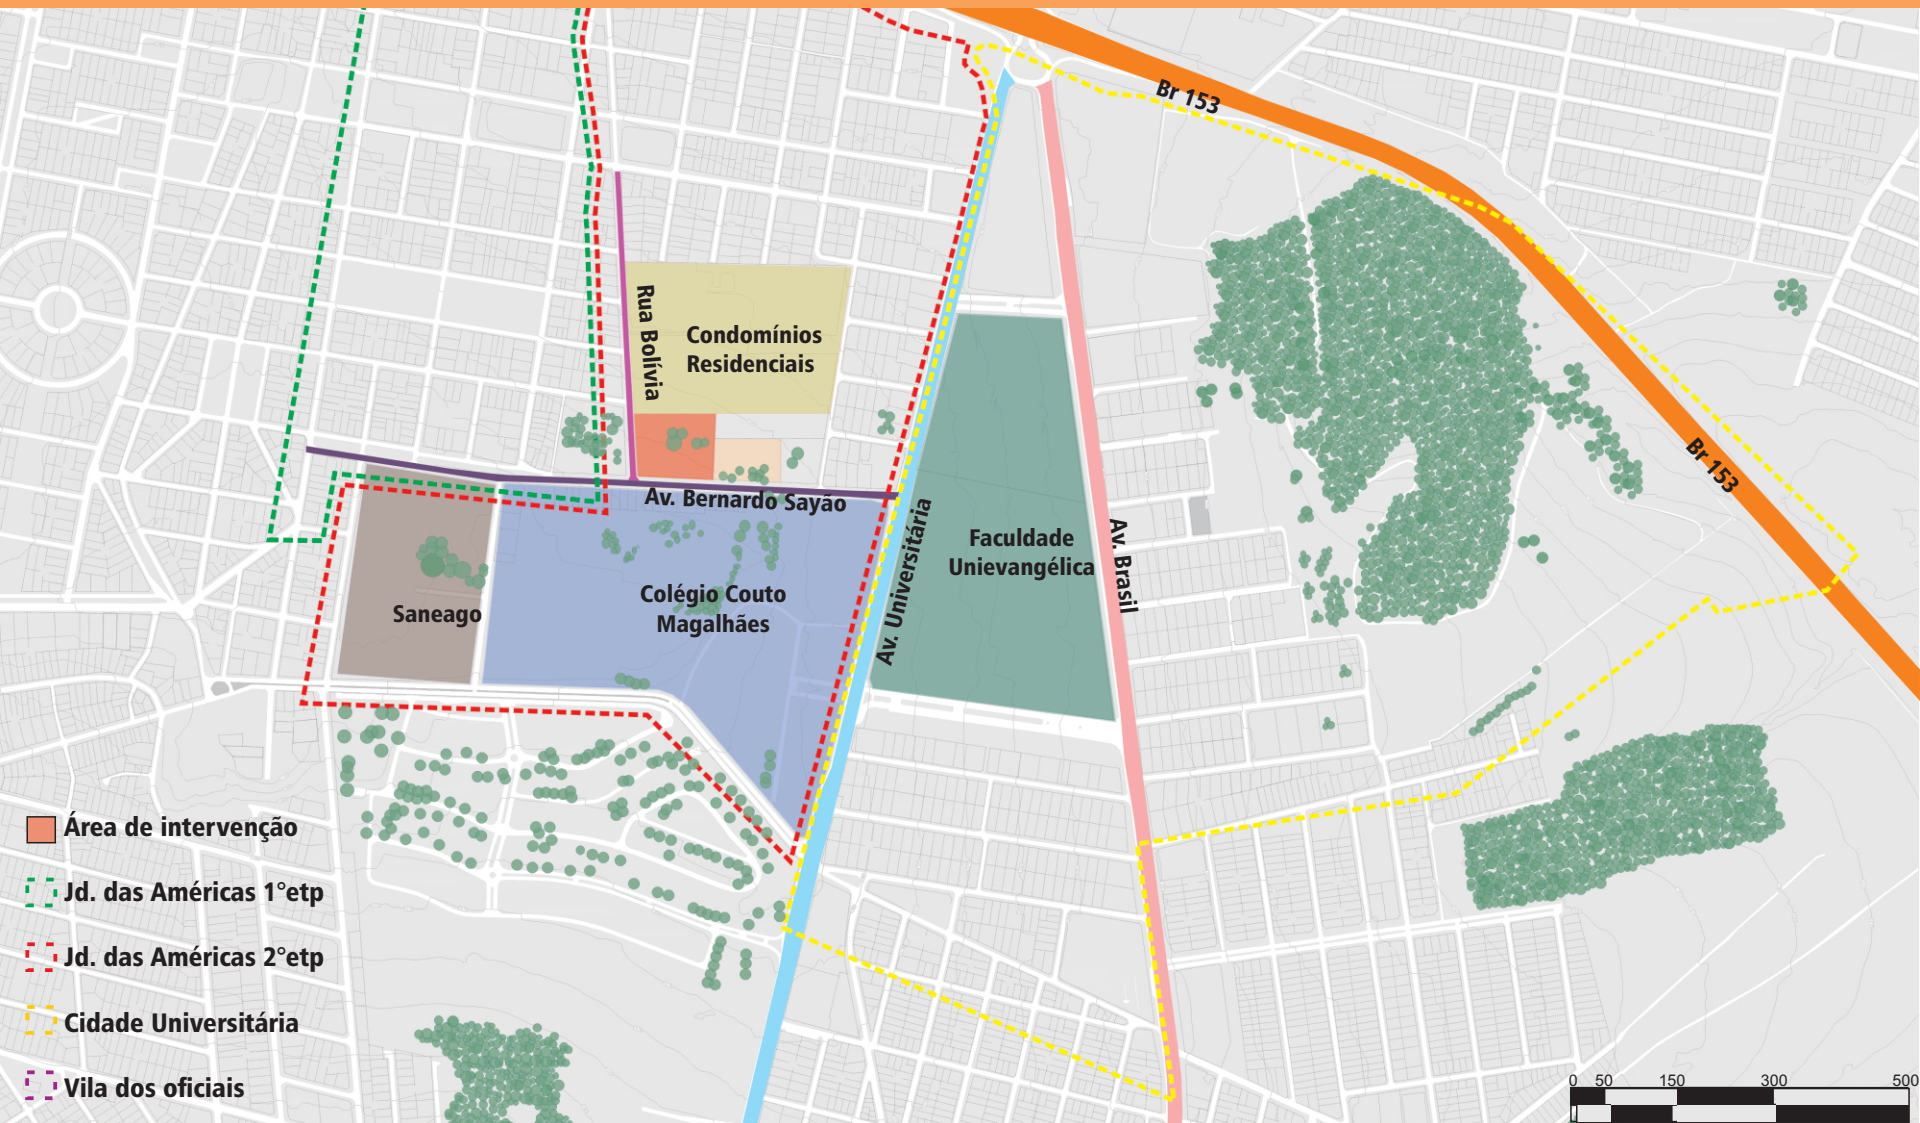 Br 153
Rua Bolívia
Condomínios
Residenciais
Br 153
Av. Bernardo Sayão
Av. Universitária
Faculdade
Unievangélica
Av. Brasil
Colégio Couto
Magalhães
Saneago
Área de intervenção
Jd. das Américas 1°etp
Jd. das Américas 2°etp
Cidade Universitária
Vila dos oficiais
0 50 150 300 500